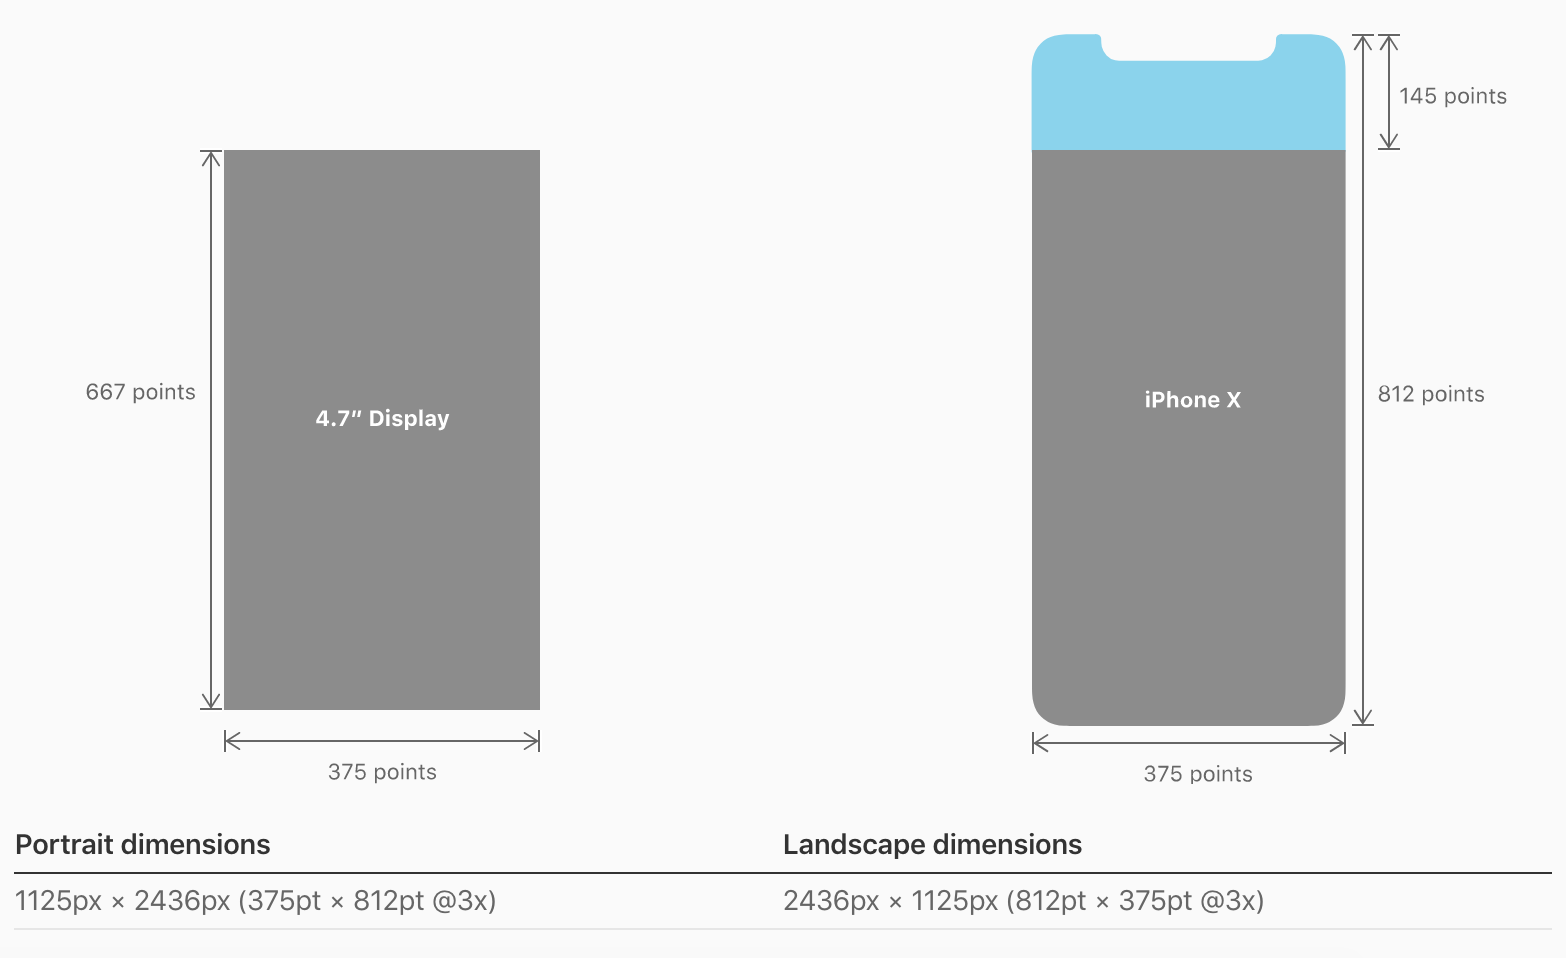 145 points
667 points
4.7″ Display
iPhone X
812 points
375 points
375 points
Portrait dimensions
Landscape dimensions
1125px × 2436px (375pt × 812pt @3x)
2436px × 1125px (812pt × 375pt @3x)